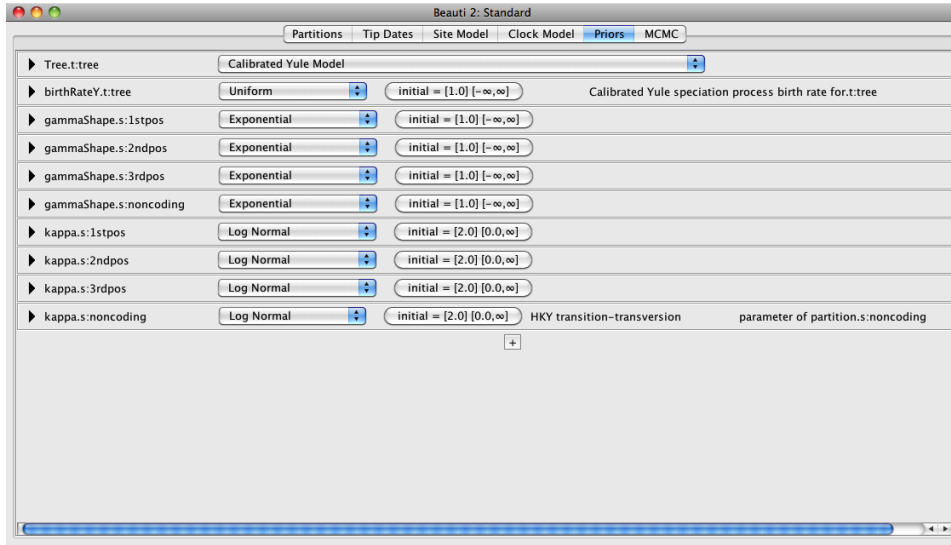 Beauti 2: Standard
Partitions Tip Dates Site Model Clock Model Priors MCMC
Tree.t:tree Calibrated Yule Model
birthRateY.t:tree Uniform initial = [1.0] [-∞,∞] Calibrated Yule speciation process birth rate for.t:tree
gammaShape.s:1stpos Exponential initial = [1.0] [-∞,∞]
gammaShape.s:2ndpos Exponential initial = [1.0] [-∞,∞]
gammaShape.s:3rdpos Exponential initial = [1.0] [-∞,∞]
gammaShape.s:noncoding Exponential initial = [1.0] [-∞,∞]
kappa.s:1stpos Log Normal initial = [2.0] [0.0,∞]
kappa.s:2ndpos Log Normal initial = [2.0] [0.0,∞]
kappa.s:3rdpos Log Normal initial = [2.0] [0.0,∞]
kappa.s:noncoding Log Normal initial = [2.0] [0.0,∞] HKY transition-transversion parameter of partition.s:noncoding
+